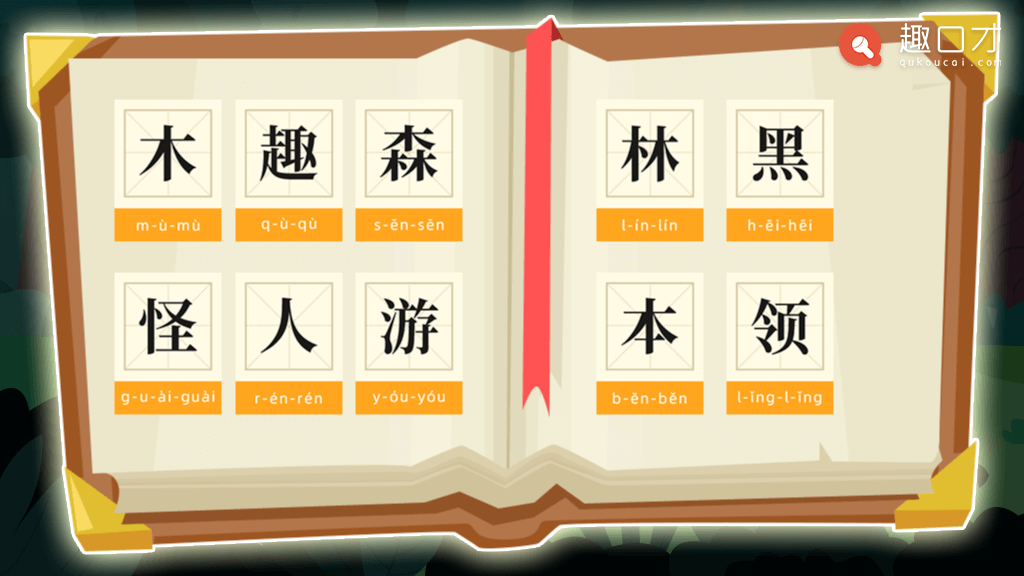 趣口才
qukoucai.com
木 趣 森 林 黑
m-ù-mù q-ù-qù s-ēn-sēn l-ín-lín h-ēi-hēi
怪 人 游 本 领
g-u-ài-guài r-én-rén y-óu-yóu b-ěn-běn l-ǐng-l-ǐng